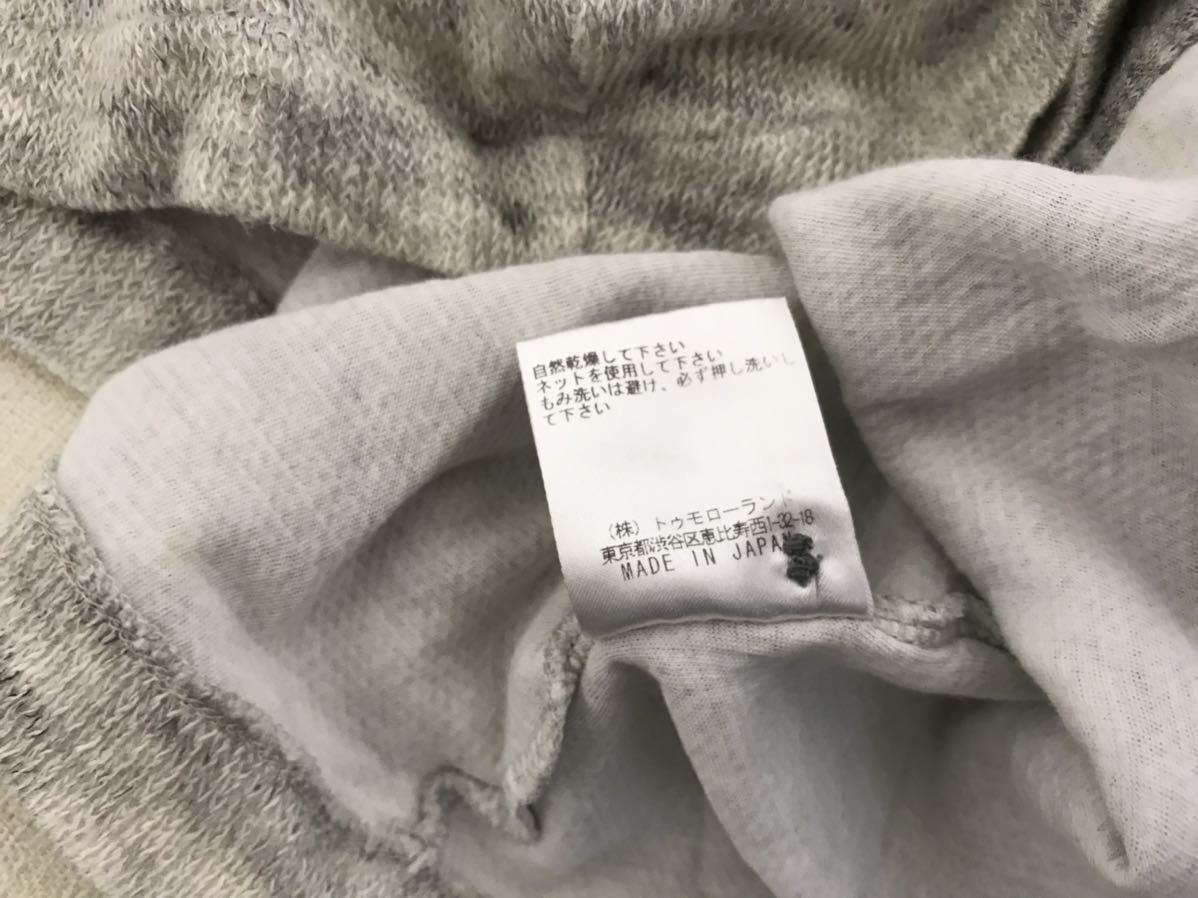 自然乾燥して下さい
ネットを使用して下さい
もみ洗いは避け、必ず押し洗いし
て下さい
（株）トゥモローランド
東京都渋谷区恵比寿西1-32-18
MADE IN JAPAN